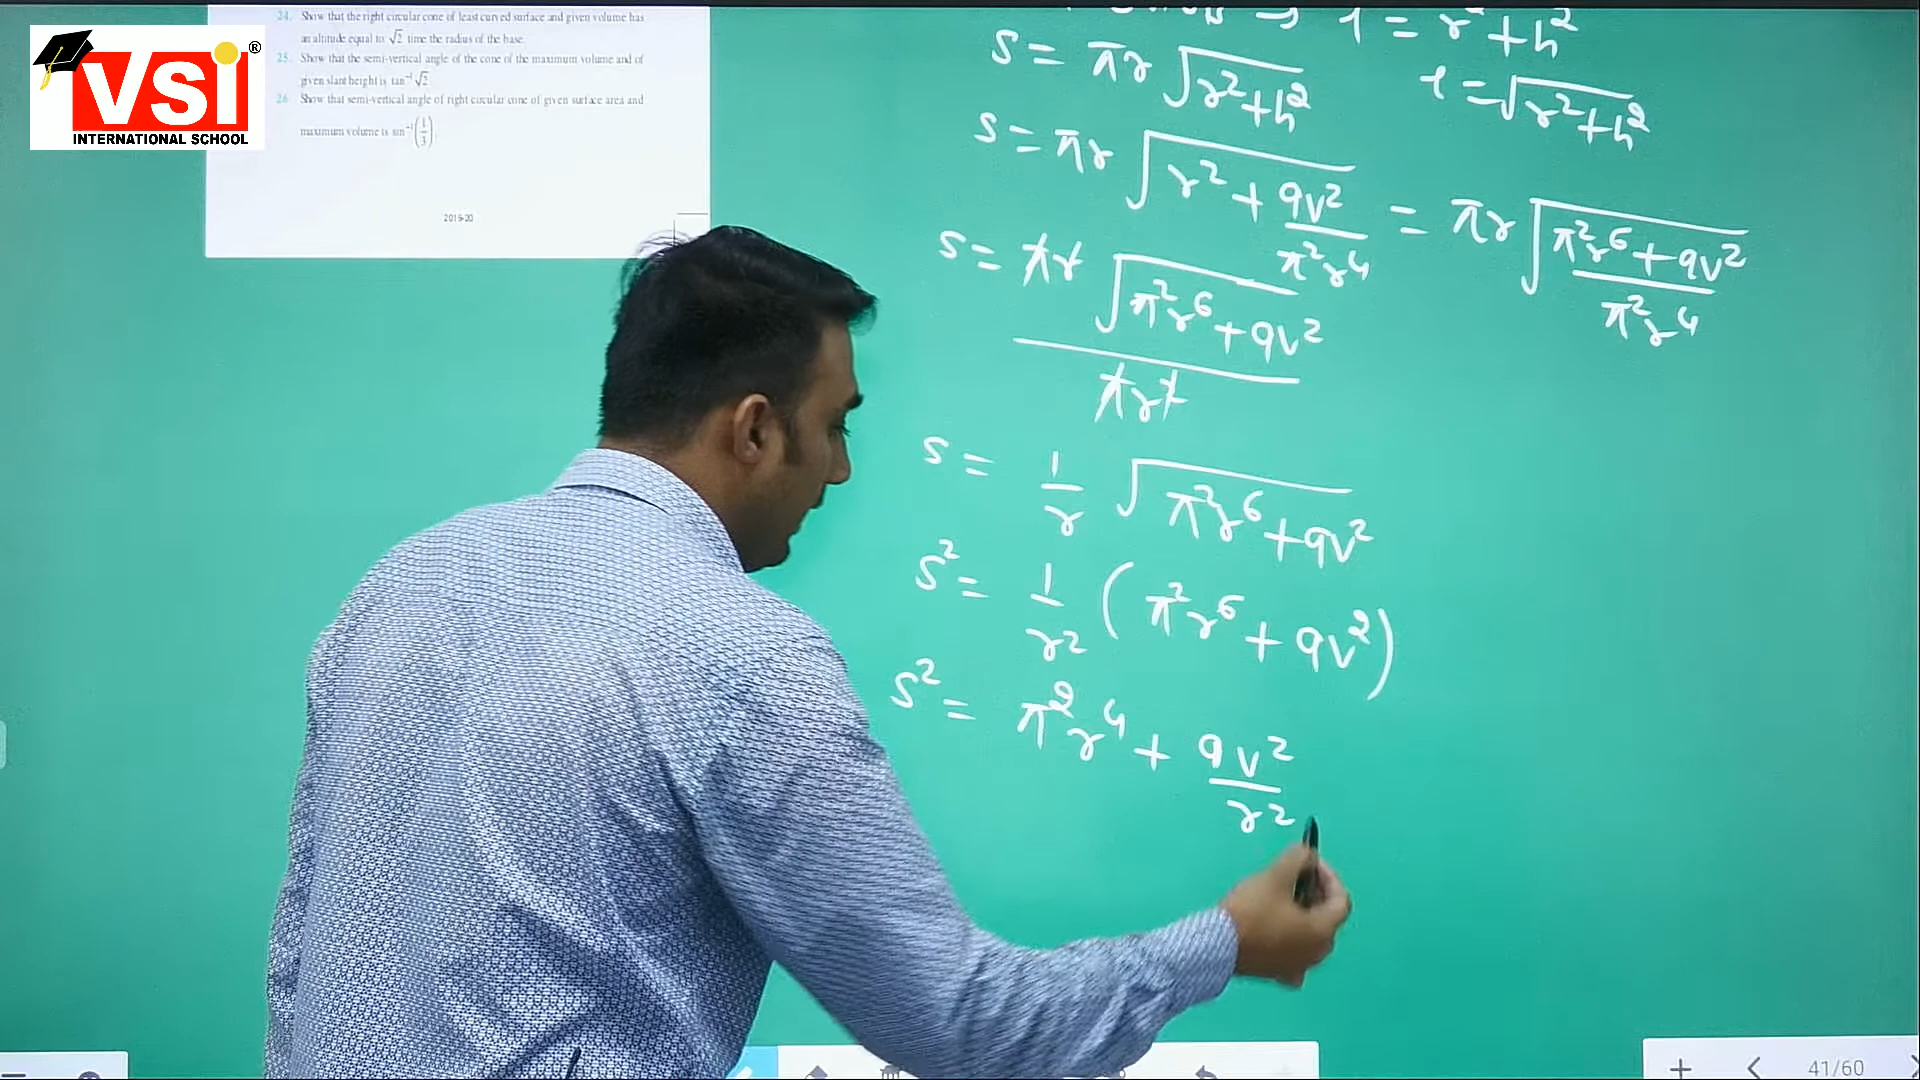 VSI ®
INTERNATIONAL SCHOOL
24. Show that the right circular cone of least curved surface and given volume has
an altitude equal to √2 time the radius of the base.
25. Show that the semi-vertical angle of the cone of the maximum volume and of
given slant height is tan⁻¹ √2
26. Show that semi-vertical angle of right circular cone of given surface area and
maximum volume is sin⁻¹ (1/3).
2019-20
l = r² + h²
S = πr √(r² + h²)
l = √(r² + h²)
S = πr √(r² + 9v²/π²r⁴) = πr √((π²r⁶ + 9v²)/π²r⁴)
S = πr √(π²r⁶ + 9v²) / πr²
S = 1/r √(π²r⁶ + 9v²)
S² = 1/r² (π²r⁶ + 9v²)
S² = π²r⁴ + 9v²/r²
41/60